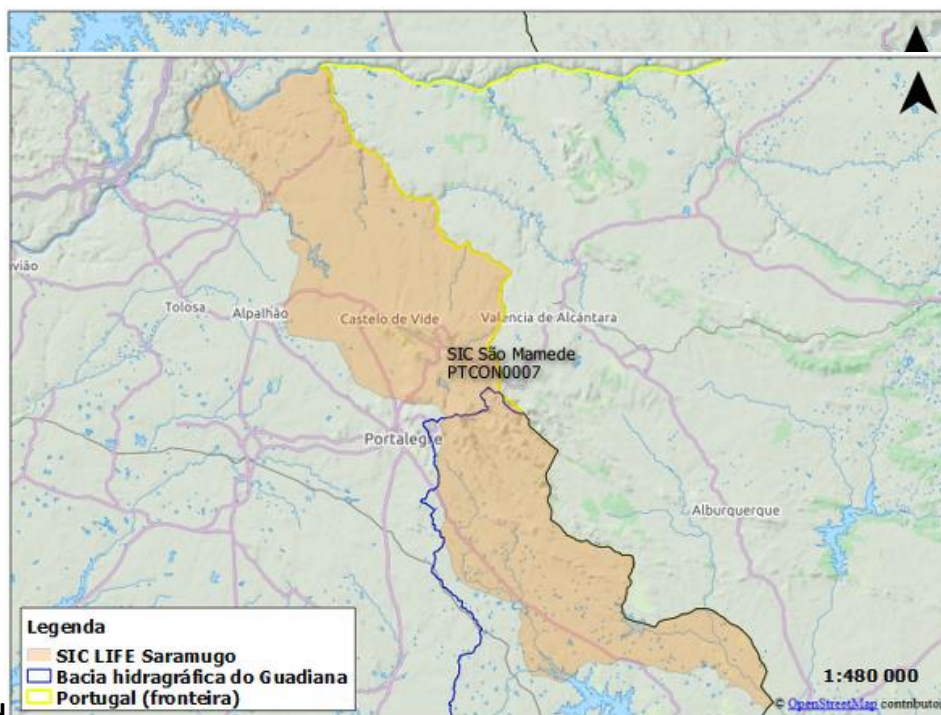 vião
Tolosa
Alpalhão
Castelo de Vide
Valencia de Alcántara
SIC São Mamede
PTCON0007
Portalegre
Alburquerque
Legenda
SIC LIFE Saramugo
Bacia hidragráfica do Guadiana
Portugal (fronteira)
1:480 000
© OpenStreetMap contributo